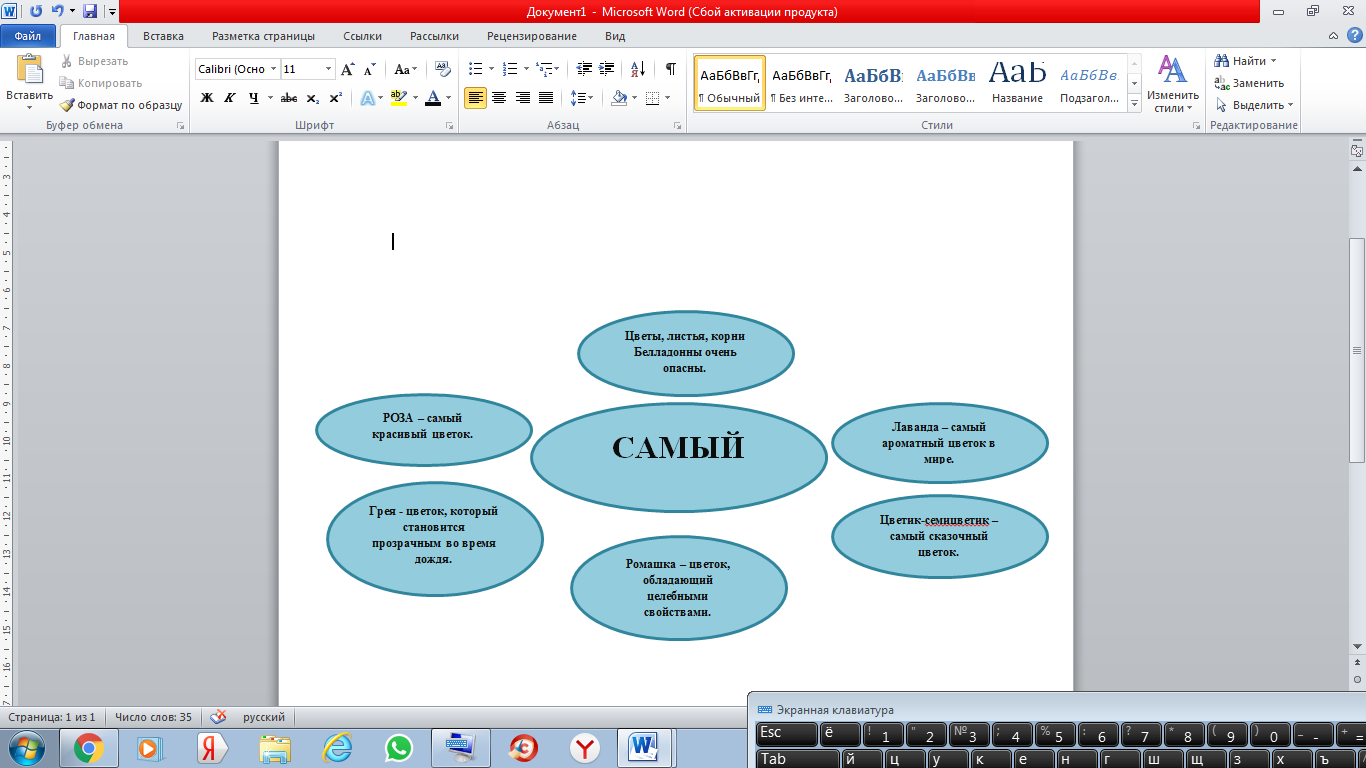 Документ1 - Microsoft Word (Сбой активации продукта)
Файл Главная Вставка Разметка страницы Ссылки Рассылки Рецензирование Вид
Вставить
Вырезать
Копировать
Формат по образцу
Буфер обмена
Calibri (Осно 11
Ж К Ч abc x₂ x²
Шрифт
Абзац
АаБбВвГг, АаБбВвГг, АаБбВ АаБбВв АаБ АаБбВв.
¶ Обычный ¶ Без инте... Заголово... Заголово... Название Подзагол...
Стили
Изменить
стили
Найти
Заменить
Выделить
Редактирование
Цветы, листья, корни
Белладонны очень
опасны.
РОЗА – самый
красивый цветок.
САМЫЙ
Лаванда – самый
ароматный цветок в
мире.
Грея - цветок, который
становится
прозрачным во время
дождя.
Цветик-семицветик –
самый сказочный
цветок.
Ромашка – цветок,
обладающий
целебными
свойствами.
Страница: 1 из 1 Число слов: 35 русский
Экранная клавиатура
Esc ё ! 1 " 2 № 3 ; 4 % 5 : 6 ? 7 * 8 ( 9 ) 0 _ - + =
Tab й ц у к е н г ш щ з х ъ